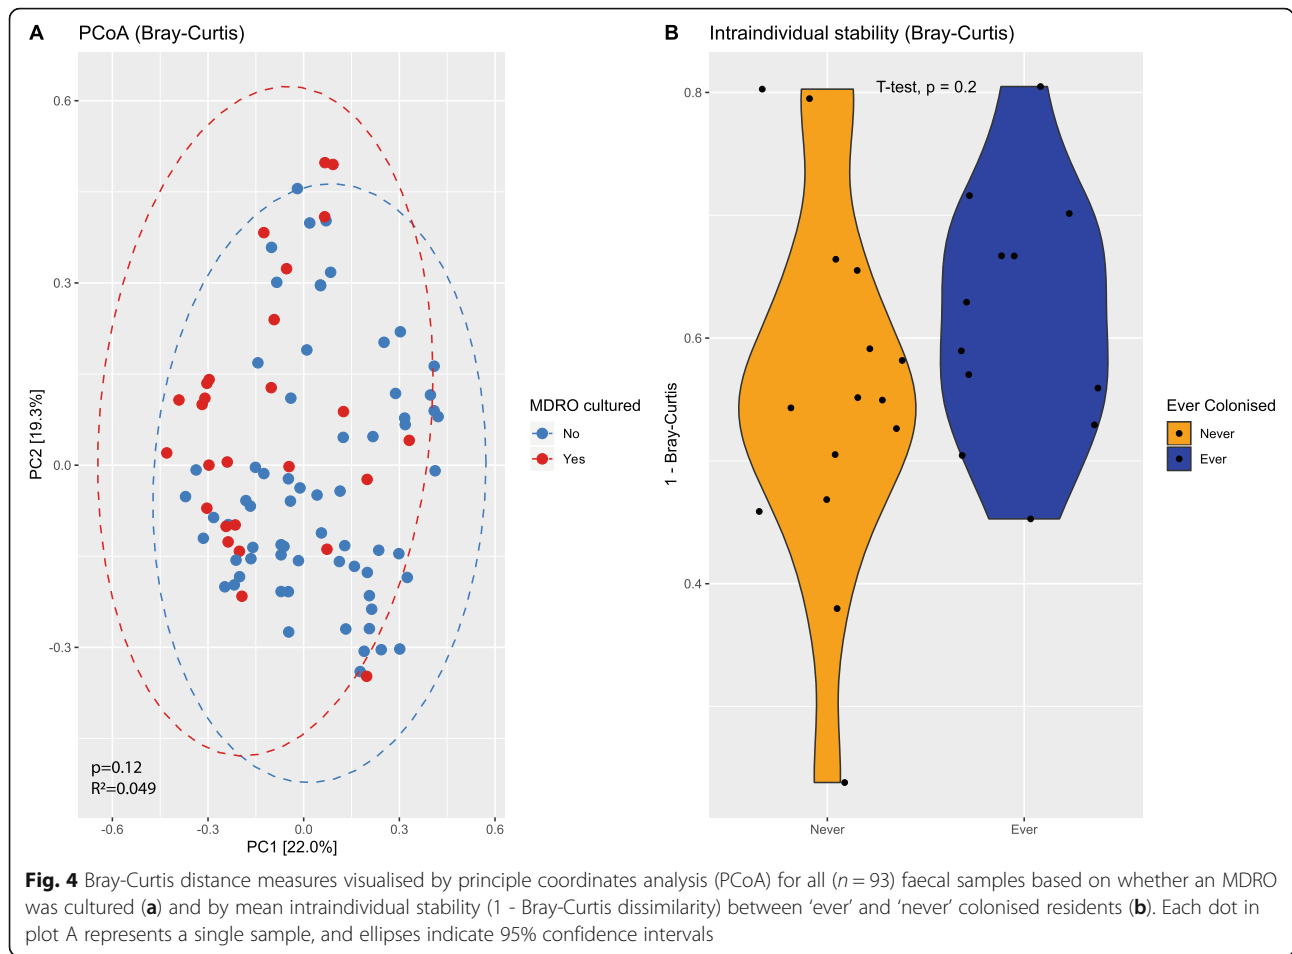 A PCoA (Bray-Curtis)
B Intraindividual stability (Bray-Curtis)
0.6
0.3
0.0
-0.3
PC2 [19.3%]
p=0.12
R²=0.049
-0.6 -0.3 0.0 0.3 0.6
PC1 [22.0%]
MDRO cultured
No
Yes
T-test, p = 0.2
0.8
0.6
0.4
1 - Bray-Curtis
Never Ever
Ever Colonised
Never
Ever
Fig. 4 Bray-Curtis distance measures visualised by principle coordinates analysis (PCoA) for all (n = 93) faecal samples based on whether an MDRO
was cultured (a) and by mean intraindividual stability (1 - Bray-Curtis dissimilarity) between ‘ever’ and ‘never’ colonised residents (b). Each dot in
plot A represents a single sample, and ellipses indicate 95% confidence intervals